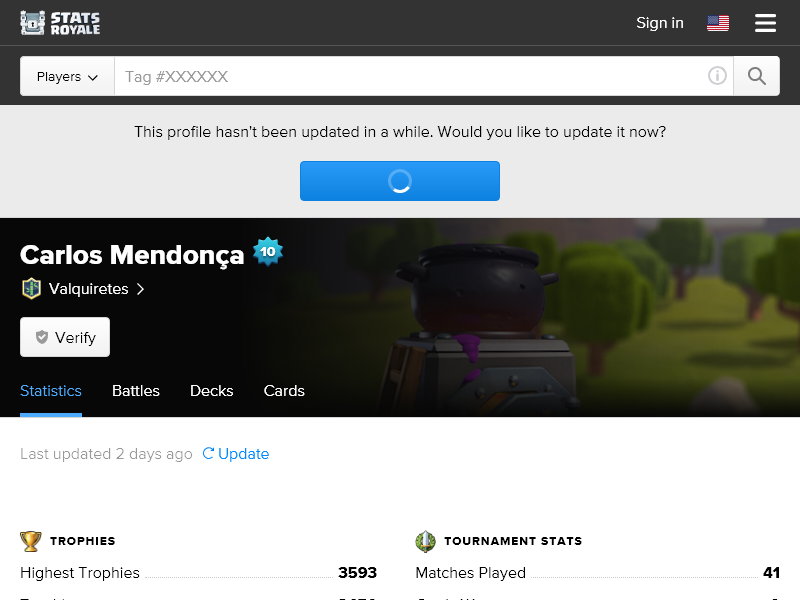 STATS ROYALE
Sign in
Players
Tag #XXXXXX
This profile hasn't been updated in a while. Would you like to update it now?
Carlos Mendonça 10
Valquiretes
Verify
Statistics Battles Decks Cards
Last updated 2 days ago Update
TROPHIES
Highest Trophies 3593
TOURNAMENT STATS
Matches Played 41